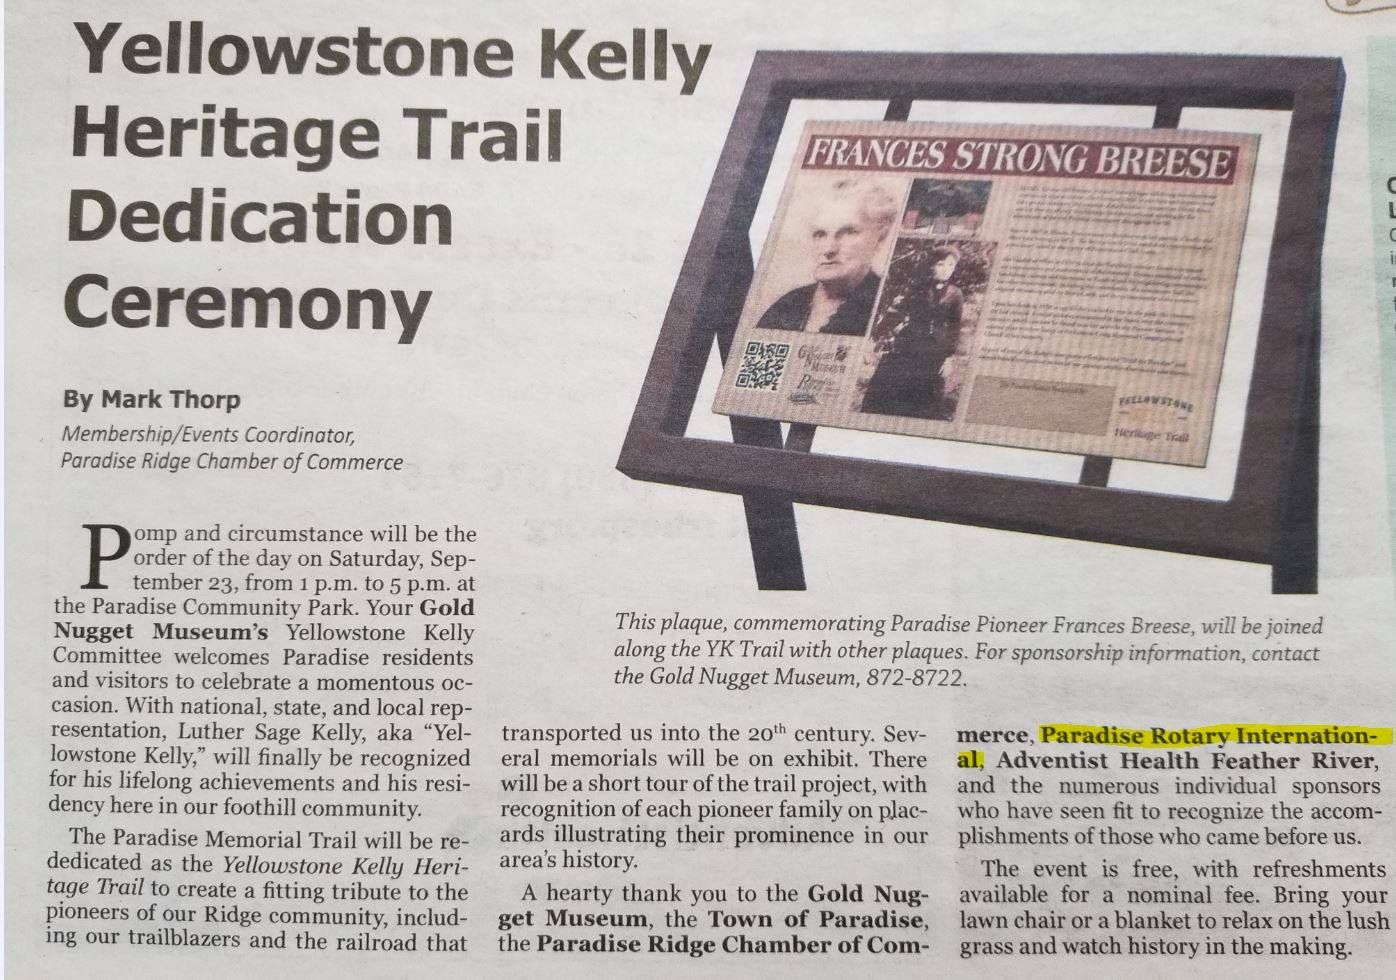 Yellowstone Kelly
Heritage Trail
Dedication
Ceremony
By Mark Thorp
Membership/Events Coordinator,
Paradise Ridge Chamber of Commerce
FRANCES STRONG BREESE
YELLOWSTONE
Heritage Trail
This plaque, commemorating Paradise Pioneer Frances Breese, will be joined
along the YK Trail with other plaques. For sponsorship information, contact
the Gold Nugget Museum, 872-8722.
Pomp and circumstance will be the
order of the day on Saturday, Sep-
tember 23, from 1 p.m. to 5 p.m. at
the Paradise Community Park. Your Gold
Nugget Museum's Yellowstone Kelly
Committee welcomes Paradise residents
and visitors to celebrate a momentous oc-
casion. With national, state, and local rep-
resentation, Luther Sage Kelly, aka “Yel-
lowstone Kelly,” will finally be recognized
for his lifelong achievements and his resi-
dency here in our foothill community.
The Paradise Memorial Trail will be re-
dedicated as the Yellowstone Kelly Heri-
tage Trail to create a fitting tribute to the
pioneers of our Ridge community, includ-
ing our trailblazers and the railroad that
transported us into the 20th century. Sev-
eral memorials will be on exhibit. There
will be a short tour of the trail project, with
recognition of each pioneer family on plac-
ards illustrating their prominence in our
area's history.
A hearty thank you to the Gold Nug-
get Museum, the Town of Paradise,
the Paradise Ridge Chamber of Com-
merce, Paradise Rotary Internation-
al, Adventist Health Feather River,
and the numerous individual sponsors
who have seen fit to recognize the accom-
plishments of those who came before us.
The event is free, with refreshments
available for a nominal fee. Bring your
lawn chair or a blanket to relax on the lush
grass and watch history in the making.